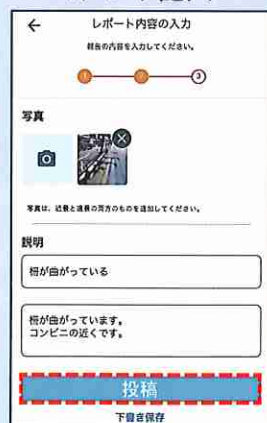 レポート内容の入力
報告の内容を入力してください。
1 2 3
写真
写真は、近景と遠景の両方のものを追加してください。
説明
柵が曲がっている
柵が曲がっています。
コンビニの近くです。
投稿
下書き保存